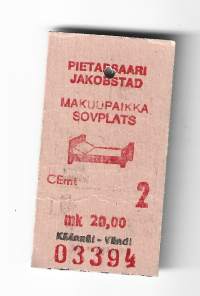 PIETARSAARI
JAKOBSTAD
MAKUUPAIKKA
SOVPLATS
CEmt
2
mk 20,00
Käännä! - Vänd!
03394